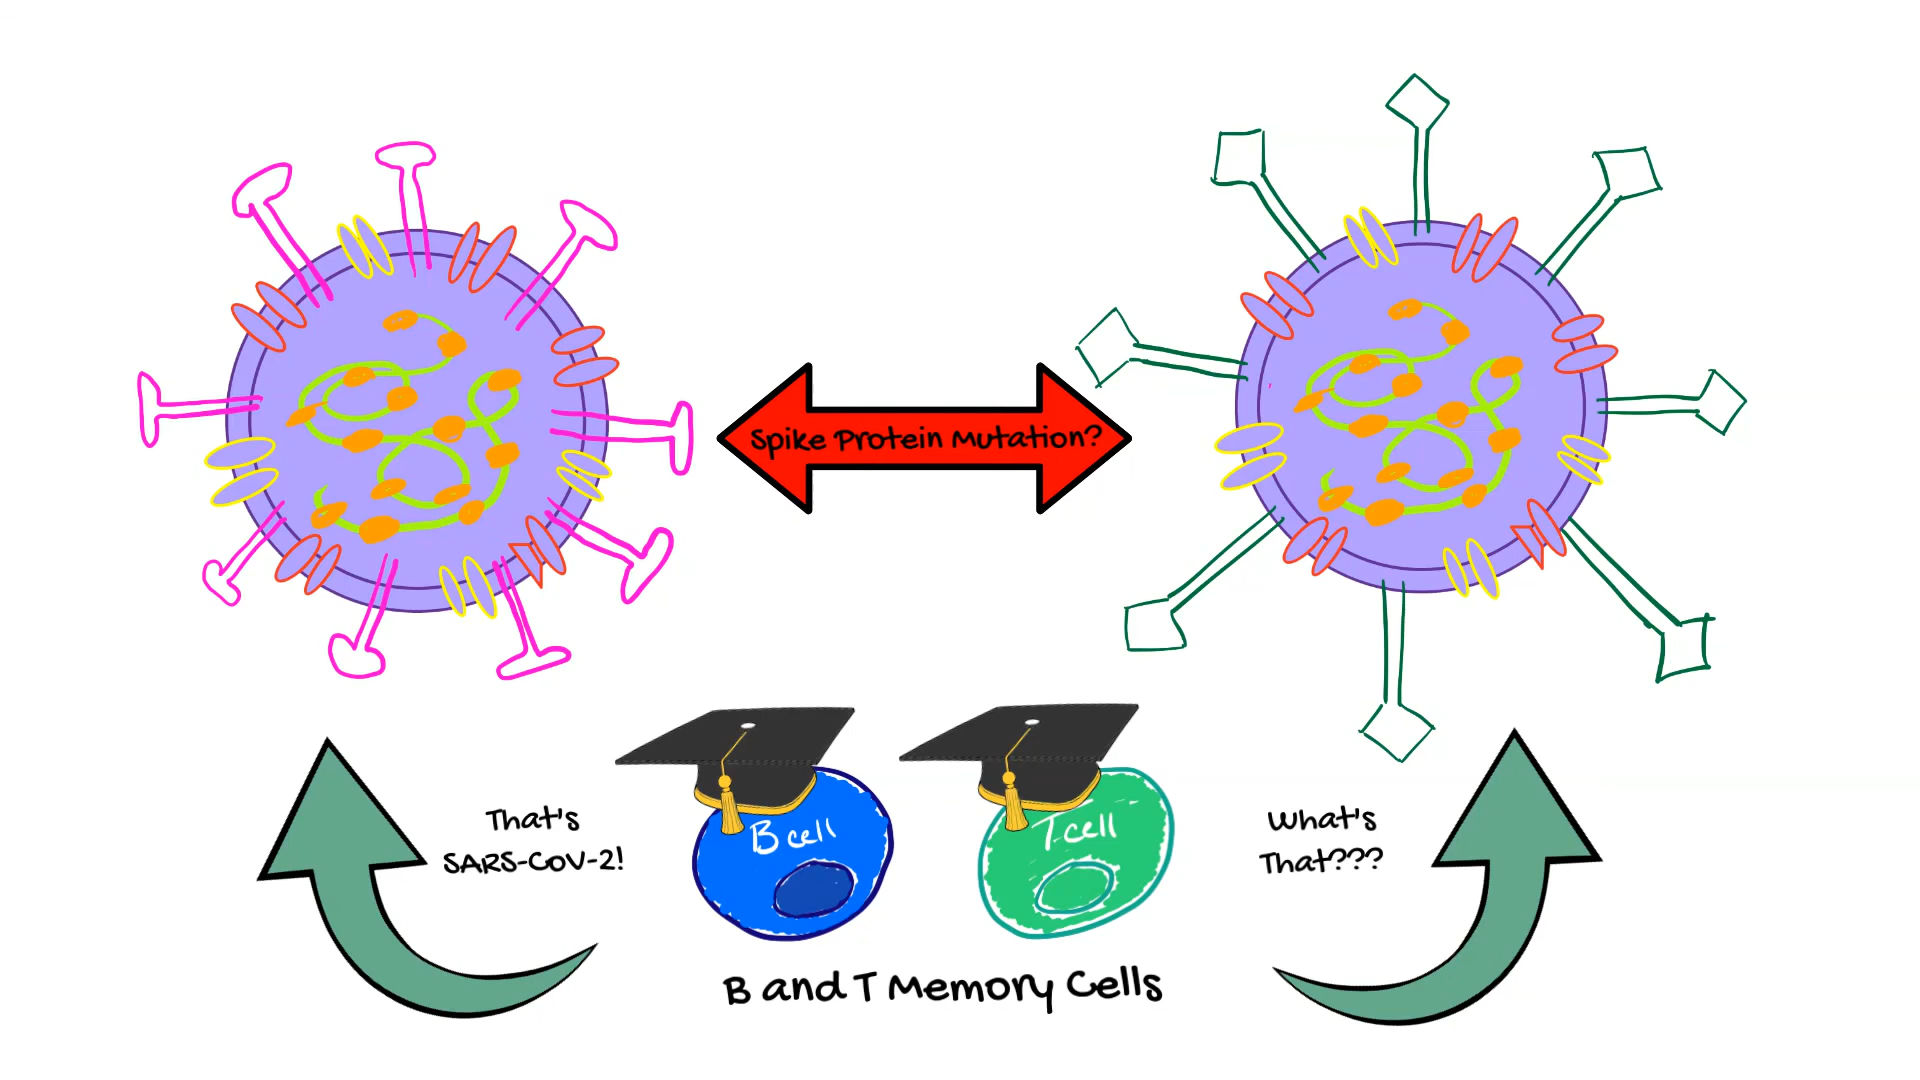 Spike Protein Mutation?
That's
SARS-CoV-2!
B cell
T cell
What's
That???
B and T Memory Cells